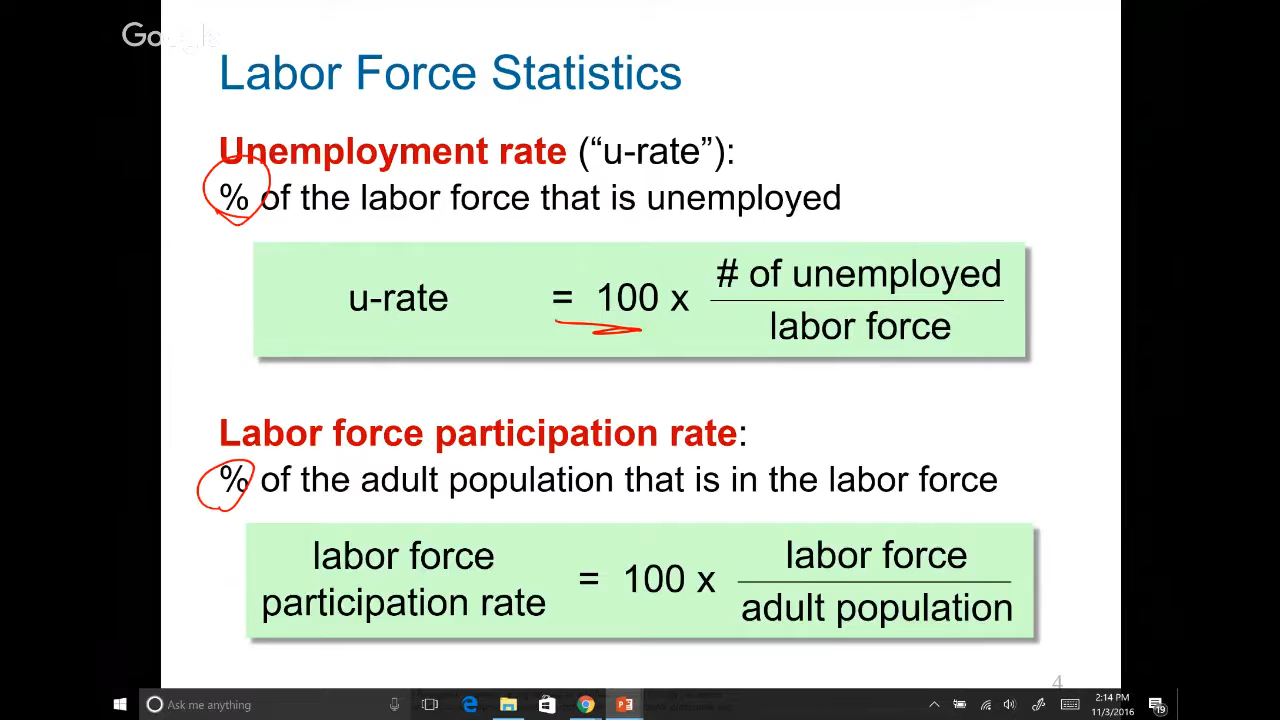 Google
Labor Force Statistics
Unemployment rate (“u-rate”):
% of the labor force that is unemployed
u-rate = 100 x # of unemployed
labor force
Labor force participation rate:
% of the adult population that is in the labor force
labor force
participation rate = 100 x labor force
adult population
4
Ask me anything
2:14 PM
11/3/2016
19